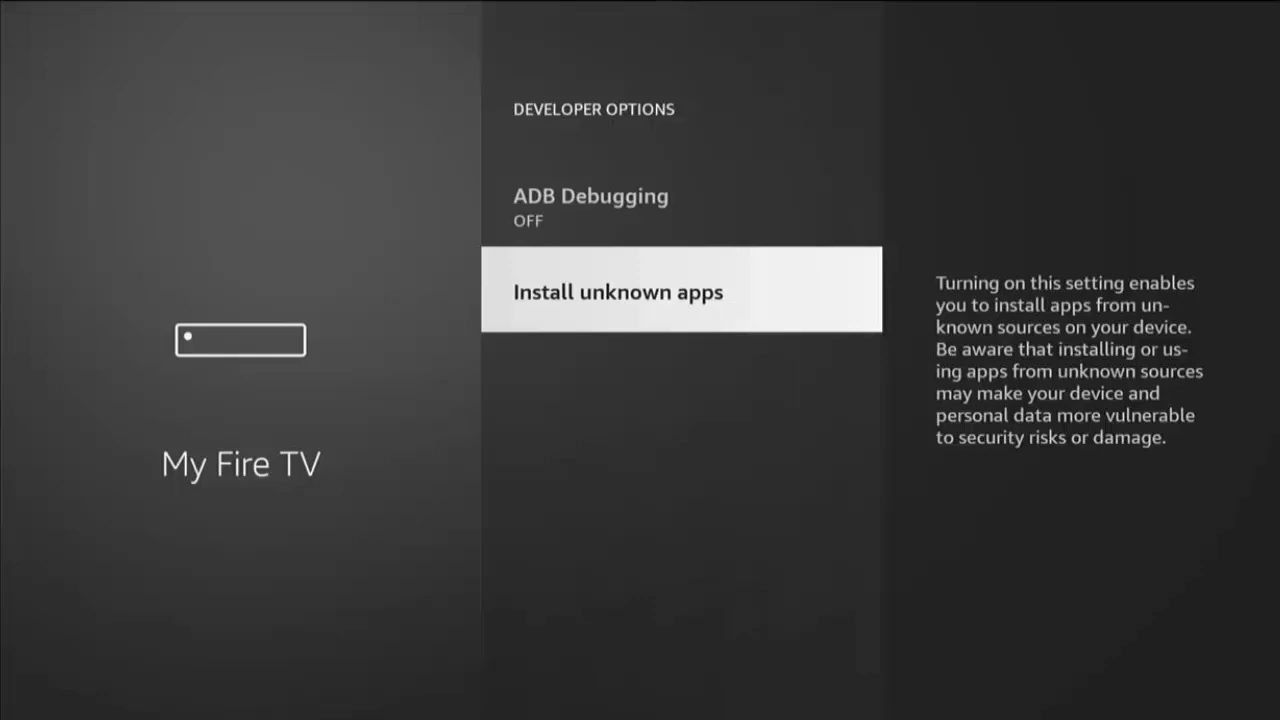 DEVELOPER OPTIONS
ADB Debugging
OFF
Install unknown apps
My Fire TV
Turning on this setting enables
you to install apps from un-
known sources on your device.
Be aware that installing or us-
ing apps from unknown sources
may make your device and
personal data more vulnerable
to security risks or damage.